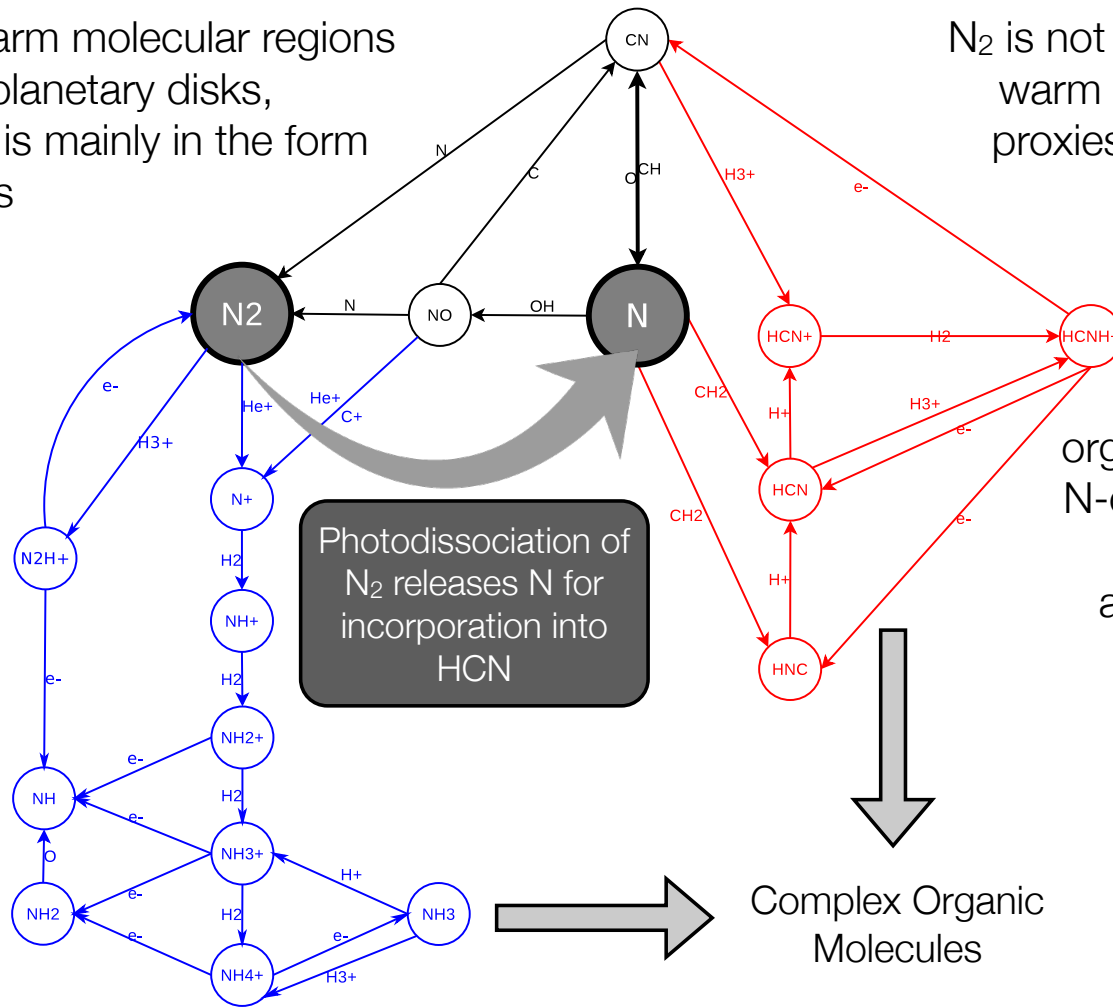 arm molecular regions
planetary disks,
is mainly in the form
s
N₂ is not
warm
proxies
CN
N
C
O
CH
H3+
e-
N2
N
NO
OH
N
HCN+
H2
HCNH+
e-
H3+
He+
He+
C+
CH2
H+
H3+
e-
N+
HCN
org
N-
N2H+
H2
CH2
e-
Photodissociation of
N₂ releases N for
incorporation into
HCN
H+
a
NH+
H2
HNC
e-
NH2+
e-
H2
NH
e-
O
NH3+
H+
e-
H2
NH2
NH3
e-
e-
NH4+
H3+
Complex Organic
Molecules